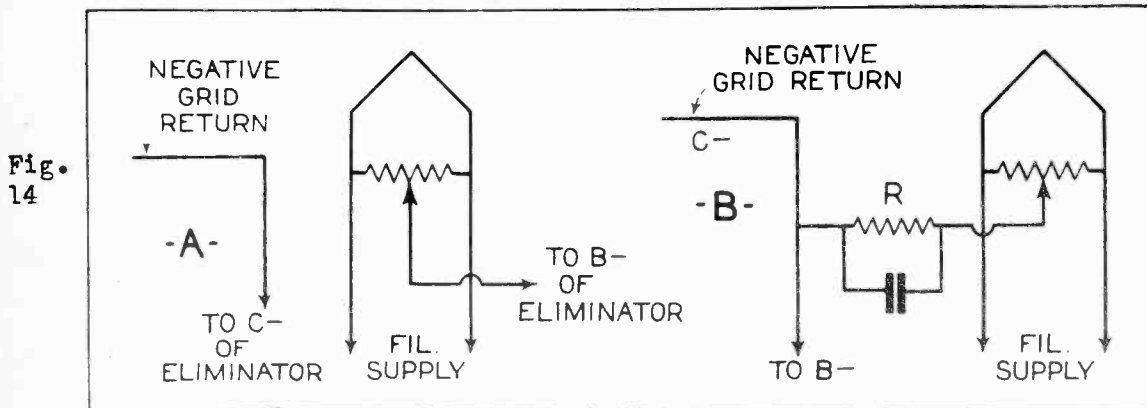 Fig.
14
NEGATIVE
GRID
RETURN
-A-
TO C-
OF
ELIMINATOR
FIL.
SUPPLY
TO B-
OF
ELIMINATOR
NEGATIVE
GRID RETURN
C-
-B-
R
TO B-
FIL.
SUPPLY